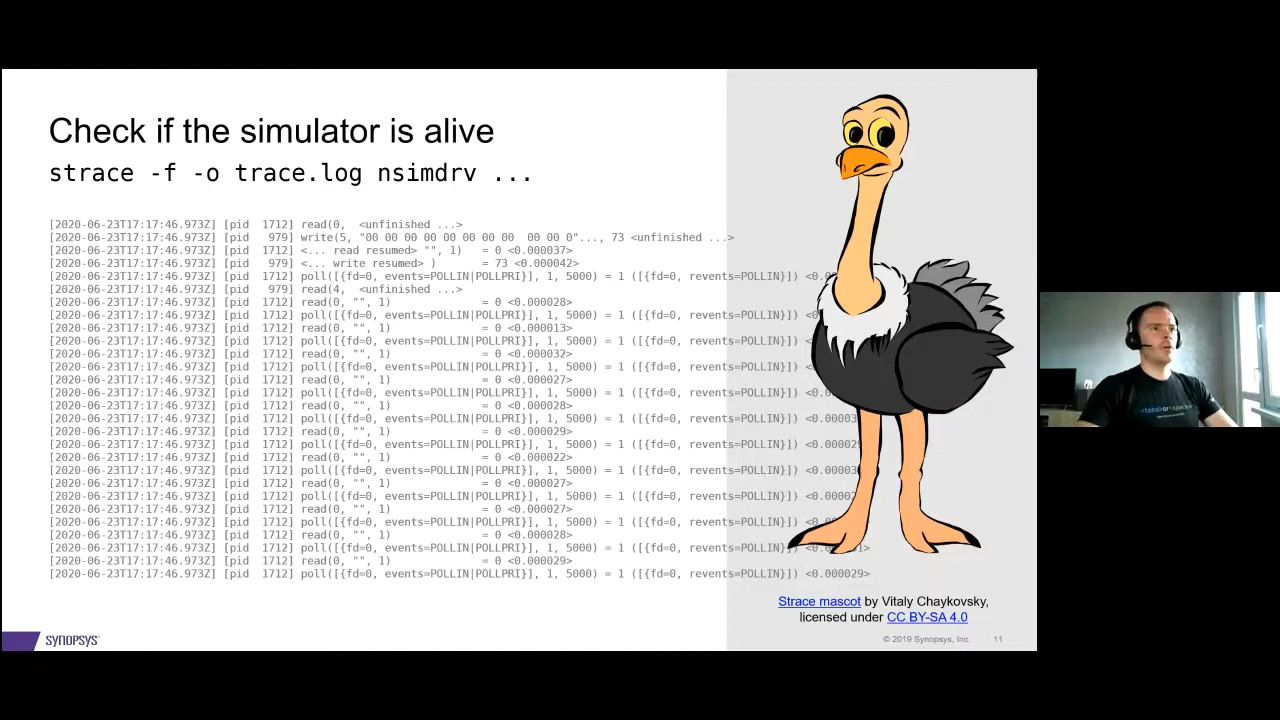 Check if the simulator is alive
strace -f -o trace.log nsimdrv ...
[2020-06-23T17:17:46.973Z] [pid  1712] read(0,  <unfinished ...>
[2020-06-23T17:17:46.973Z] [pid   979] write(5, "00 00 00 00 00 00 00 00  00 00 0"..., 73 <unfinished ...>
[2020-06-23T17:17:46.973Z] [pid  1712] <... read resumed> "", 1)   = 0 <0.000037>
[2020-06-23T17:17:46.973Z] [pid   979] <... write resumed> )       = 73 <0.000042>
[2020-06-23T17:17:46.973Z] [pid  1712] poll([{fd=0, events=POLLIN|POLLPRI}], 1, 5000) = 1 ([{fd=0, revents=POLLIN}])
[2020-06-23T17:17:46.973Z] [pid   979] read(4,  <unfinished ...>
[2020-06-23T17:17:46.973Z] [pid  1712] read(0, "", 1)              = 0 <0.000028>
[2020-06-23T17:17:46.973Z] [pid  1712] poll([{fd=0, events=POLLIN|POLLPRI}], 1, 5000) = 1 ([{fd=0, revents=POLLIN}])
[2020-06-23T17:17:46.973Z] [pid  1712] read(0, "", 1)              = 0 <0.000013>
[2020-06-23T17:17:46.973Z] [pid  1712] poll([{fd=0, events=POLLIN|POLLPRI}], 1, 5000) = 1 ([{fd=0, revents=POLLIN}])
[2020-06-23T17:17:46.973Z] [pid  1712] read(0, "", 1)              = 0 <0.000032>
[2020-06-23T17:17:46.973Z] [pid  1712] poll([{fd=0, events=POLLIN|POLLPRI}], 1, 5000) = 1 ([{fd=0, revents=POLLIN}])
[2020-06-23T17:17:46.973Z] [pid  1712] read(0, "", 1)              = 0 <0.000027>
[2020-06-23T17:17:46.973Z] [pid  1712] poll([{fd=0, events=POLLIN|POLLPRI}], 1, 5000) = 1 ([{fd=0, revents=POLLIN}])
[2020-06-23T17:17:46.973Z] [pid  1712] read(0, "", 1)              = 0 <0.000028>
[2020-06-23T17:17:46.973Z] [pid  1712] poll([{fd=0, events=POLLIN|POLLPRI}], 1, 5000) = 1 ([{fd=0, revents=POLLIN}])
[2020-06-23T17:17:46.973Z] [pid  1712] read(0, "", 1)              = 0 <0.000029>
[2020-06-23T17:17:46.973Z] [pid  1712] poll([{fd=0, events=POLLIN|POLLPRI}], 1, 5000) = 1 ([{fd=0, revents=POLLIN}])
[2020-06-23T17:17:46.973Z] [pid  1712] read(0, "", 1)              = 0 <0.000022>
[2020-06-23T17:17:46.973Z] [pid  1712] poll([{fd=0, events=POLLIN|POLLPRI}], 1, 5000) = 1 ([{fd=0, revents=POLLIN}])
[2020-06-23T17:17:46.973Z] [pid  1712] read(0, "", 1)              = 0 <0.000027>
[2020-06-23T17:17:46.973Z] [pid  1712] poll([{fd=0, events=POLLIN|POLLPRI}], 1, 5000) = 1 ([{fd=0, revents=POLLIN}])
[2020-06-23T17:17:46.973Z] [pid  1712] read(0, "", 1)              = 0 <0.000027>
[2020-06-23T17:17:46.973Z] [pid  1712] poll([{fd=0, events=POLLIN|POLLPRI}], 1, 5000) = 1 ([{fd=0, revents=POLLIN}])
[2020-06-23T17:17:46.973Z] [pid  1712] read(0, "", 1)              = 0 <0.000028>
[2020-06-23T17:17:46.973Z] [pid  1712] poll([{fd=0, events=POLLIN|POLLPRI}], 1, 5000) = 1 ([{fd=0, revents=POLLIN}])
[2020-06-23T17:17:46.973Z] [pid  1712] read(0, "", 1)              = 0 <0.000029>
[2020-06-23T17:17:46.973Z] [pid  1712] poll([{fd=0, events=POLLIN|POLLPRI}], 1, 5000) = 1 ([{fd=0, revents=POLLIN}]) <0.000029>
Strace mascot by Vitaly Chaykovsky,
licensed under CC BY-SA 4.0
SYNOPSYS
© 2019 Synopsys, Inc.  11